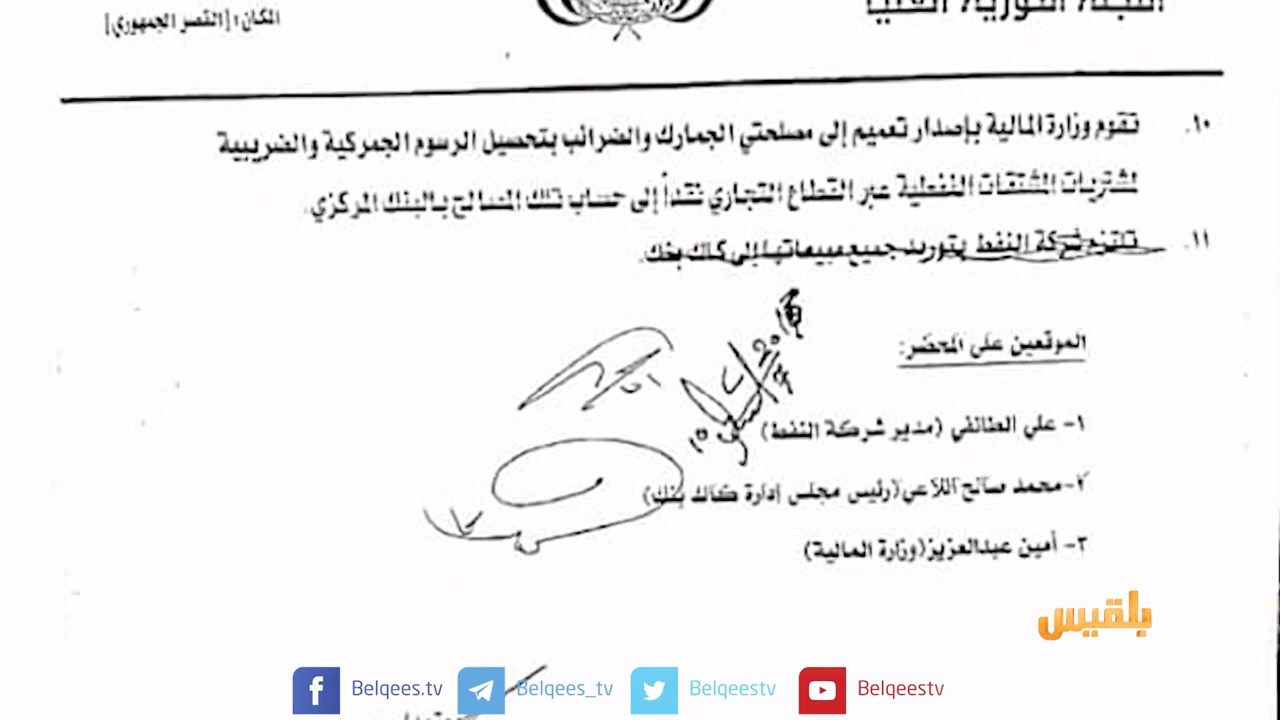 اللجنة الثورية العليا
المكان: [القصر الجمهوري]
١٠. تقوم وزارة المالية بإصدار تعميم إلى مصلحتي الجمارك والضرائب بتحصيل الرسوم الجمركية والضريبية
لمشتريات المشتقات النفطية عبر القطاع التجاري نقداً إلى حساب تلك المصالح بالبنك المركزي.
١١. تلتزم شركة النفط بتوريد جميع مبيعاتها إلى كاك بنك.
الموقعين على المحضر:
١- علي الطائفي (مدير شركة النفط)
٢- محمد صالح اللاعي (رئيس مجلس إدارة كاك بنك)
٣- أمين عبدالعزيز (وزارة المالية)
بلقيس
Belqees.tv
Belqees_tv
Belqeestv
Belqeestv